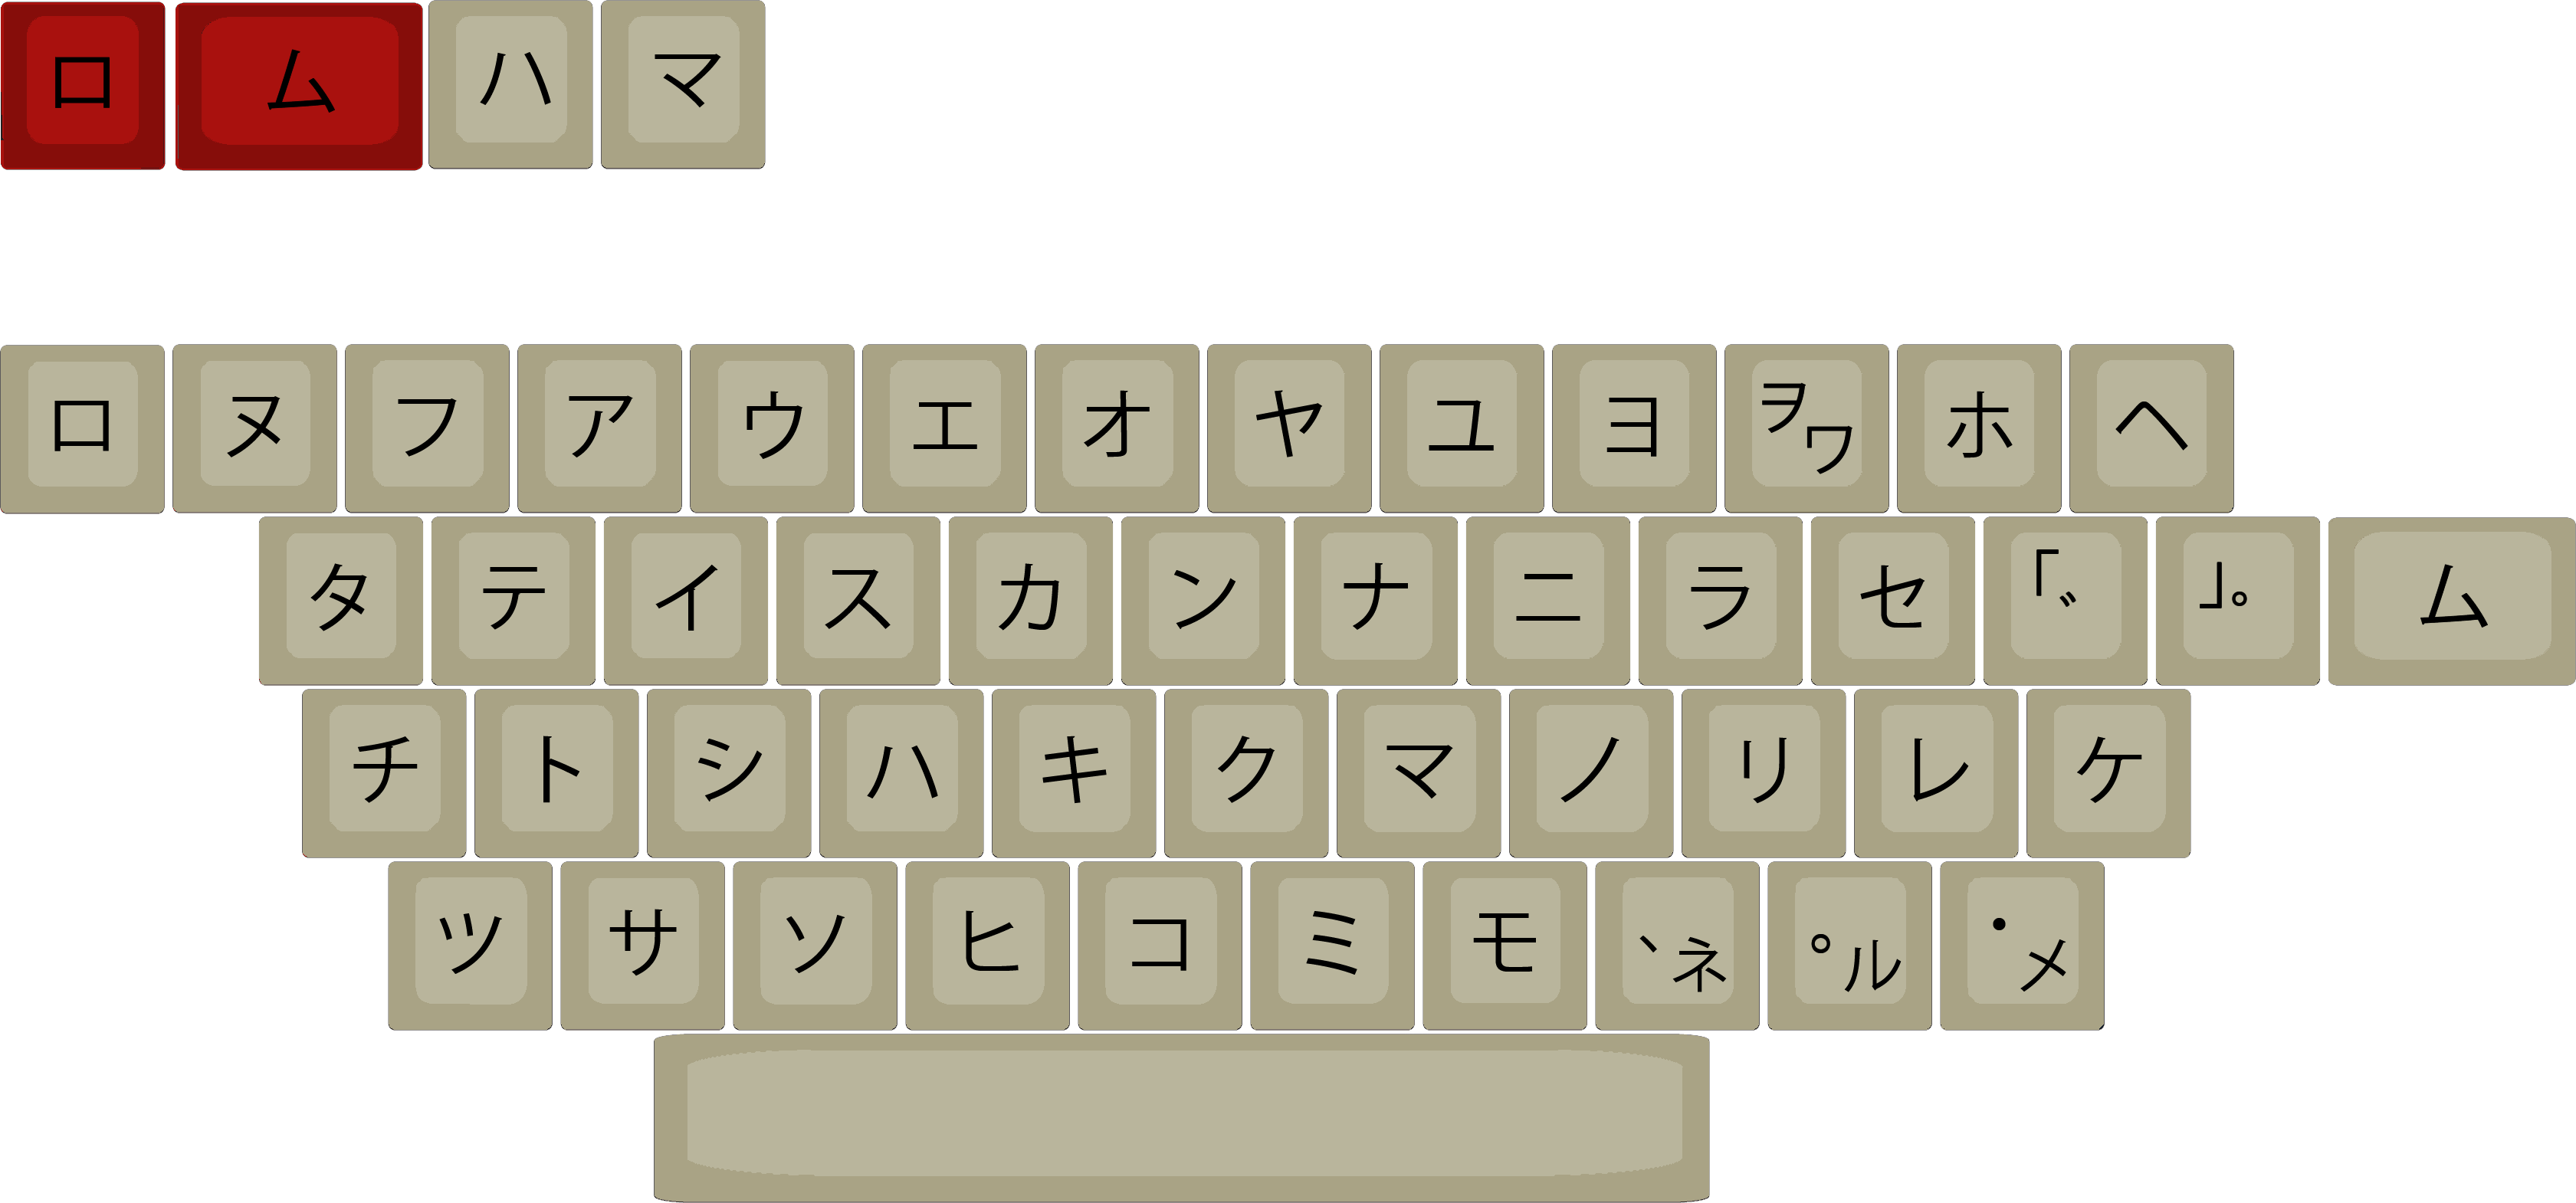 ロ ム ハ マ
ロ ヌ フ ア ウ エ オ ヤ ユ ヨ ヲ ワ ホ ヘ
タ テ イ ス カ ン ナ ニ ラ セ 「 ゛ 」 。 ム
チ ト シ ハ キ ク マ ノ リ レ ケ
ツ サ ソ ヒ コ ミ モ 、 ネ ° ル ・ メ